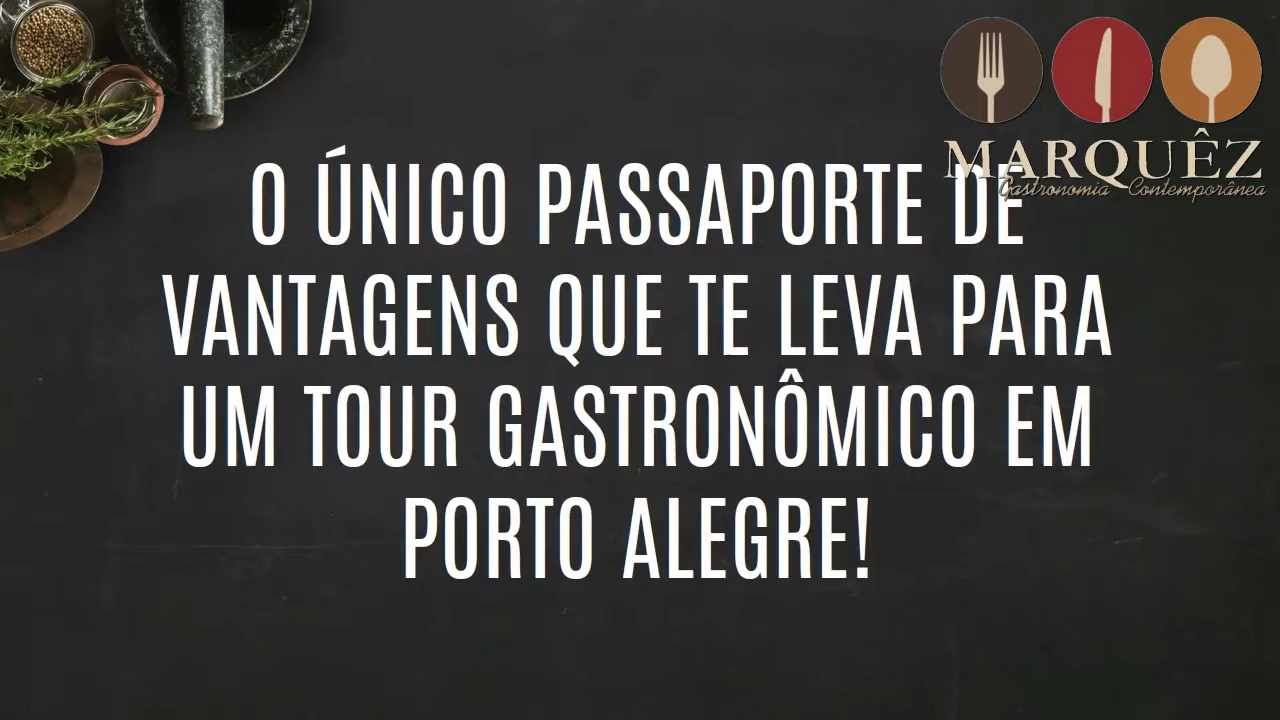 MARQUÊZ
Gastronomia Contemporânea
O ÚNICO PASSAPORTE DE
VANTAGENS QUE TE LEVA PARA
UM TOUR GASTRONÔMICO EM
PORTO ALEGRE!